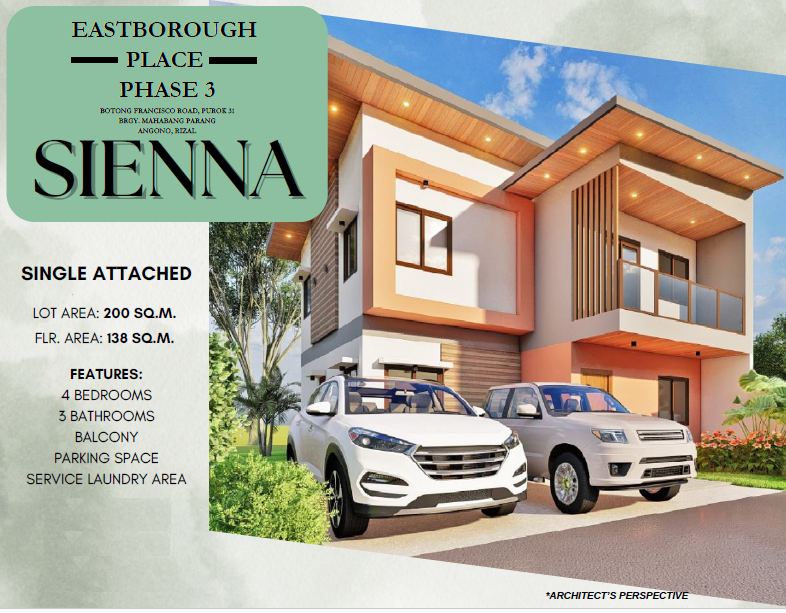 EASTBOROUGH
PLACE
PHASE 3
BOTONG FRANCISCO ROAD, PUROK 31
BRGY. MAHABANG PARANG
ANGONO, RIZAL
SIENNA
SINGLE ATTACHED
LOT AREA: 200 SQ.M.
FLR. AREA: 138 SQ.M.
FEATURES:
4 BEDROOMS
3 BATHROOMS
BALCONY
PARKING SPACE
SERVICE LAUNDRY AREA
*ARCHITECT'S PERSPECTIVE